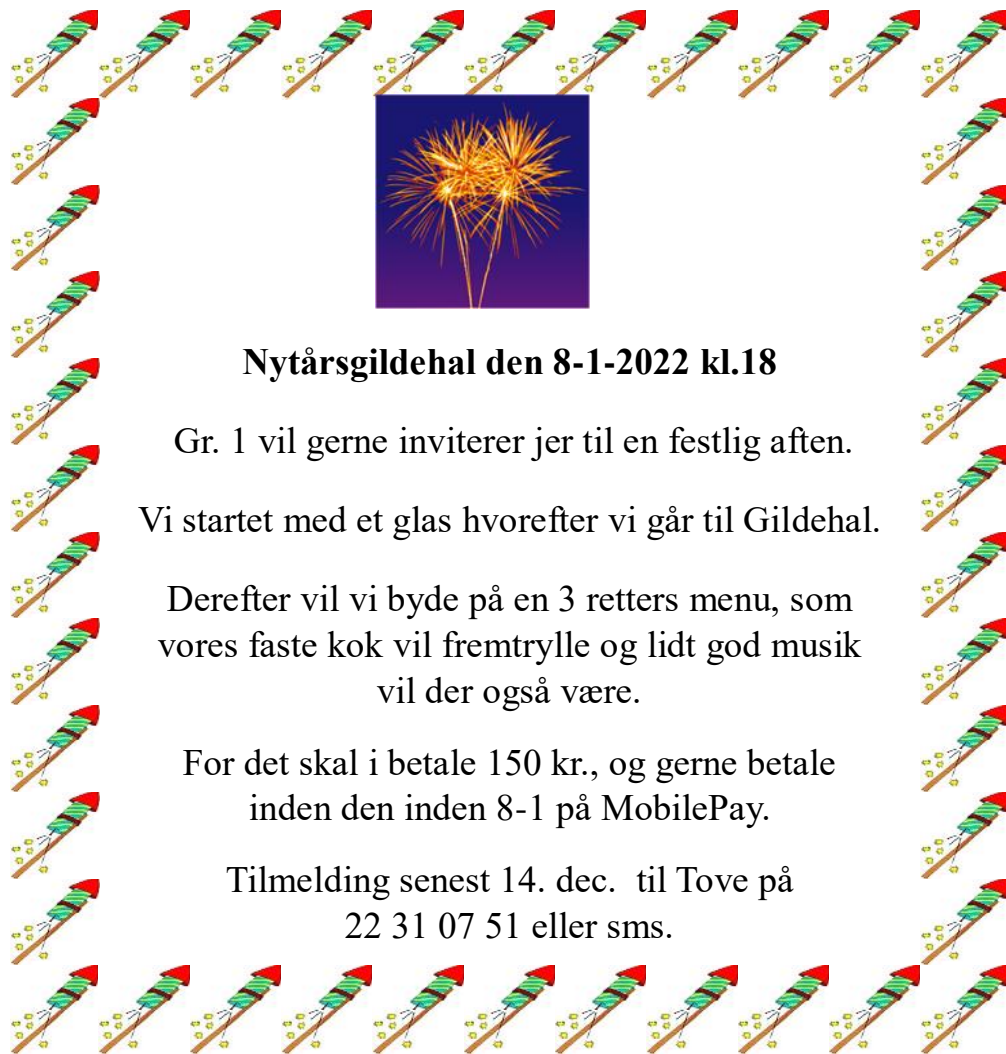 Nytårsgildehal den 8-1-2022 kl.18
Gr. 1 vil gerne inviterer jer til en festlig aften.
Vi startet med et glas hvorefter vi går til Gildehal.
Derefter vil vi byde på en 3 retters menu, som
vores faste kok vil fremtrylle og lidt god musik
vil der også være.
For det skal i betale 150 kr., og gerne betale
inden den inden 8-1 på MobilePay.
Tilmelding senest 14. dec.  til Tove på
22 31 07 51 eller sms.